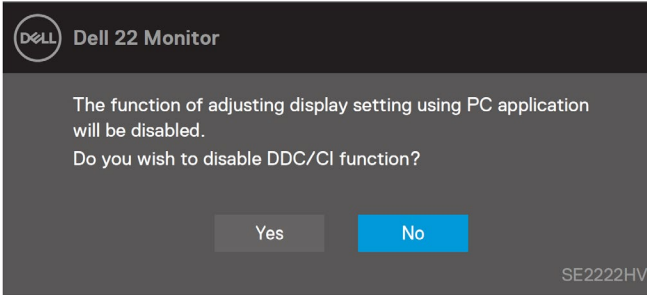 DELL
Dell 22 Monitor
The function of adjusting display setting using PC application
will be disabled.
Do you wish to disable DDC/CI function?
Yes
No
SE2222HV